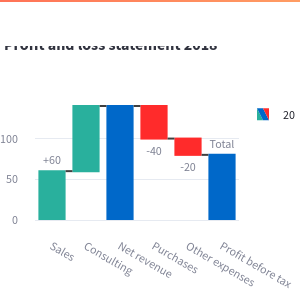 Profit and loss statement 2018
20
100
50
0
+60
-40
-20
Total
Sales
Consulting
Net revenue
Purchases
Other expenses
Profit before tax